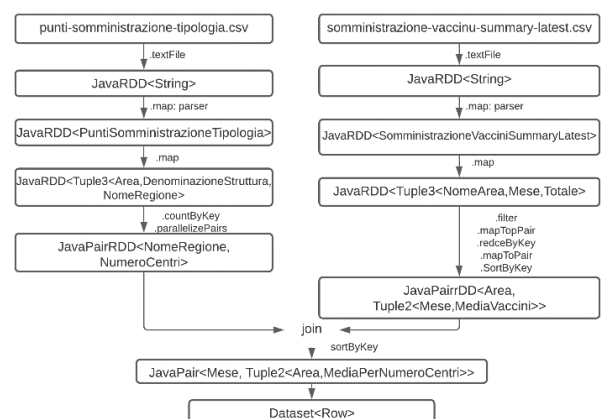 punti-somministrazione-tipologia.csv
.textFile
JavaRDD<String>
.map: parser
JavaRDD<PuntiSomministrazioneTipologia>
.map
JavaRDD<Tuple3<Area,DenominazioneStruttura,
NomeRegione>
.countByKey
.parallelizePairs
JavaPairRDD<NomeRegione,
NumeroCentri>
somministrazione-vaccinu-summary-latest.csv
.textFile
JavaRDD<String>
.map: parser
JavaRDD<SomministrazioneVacciniSummaryLatest>
.map
JavaRDD<Tuple3<NomeArea,Mese,Totale>
.filter
.mapTopPair
.redceByKey
.mapToPair
.SortByKey
JavaPairrDD<Area,
Tuple2<Mese,MediaVaccini>>
join
sortByKey
JavaPair<Mese, Tuple2<Area,MediaPerNumeroCentri>>
Dataset<Row>